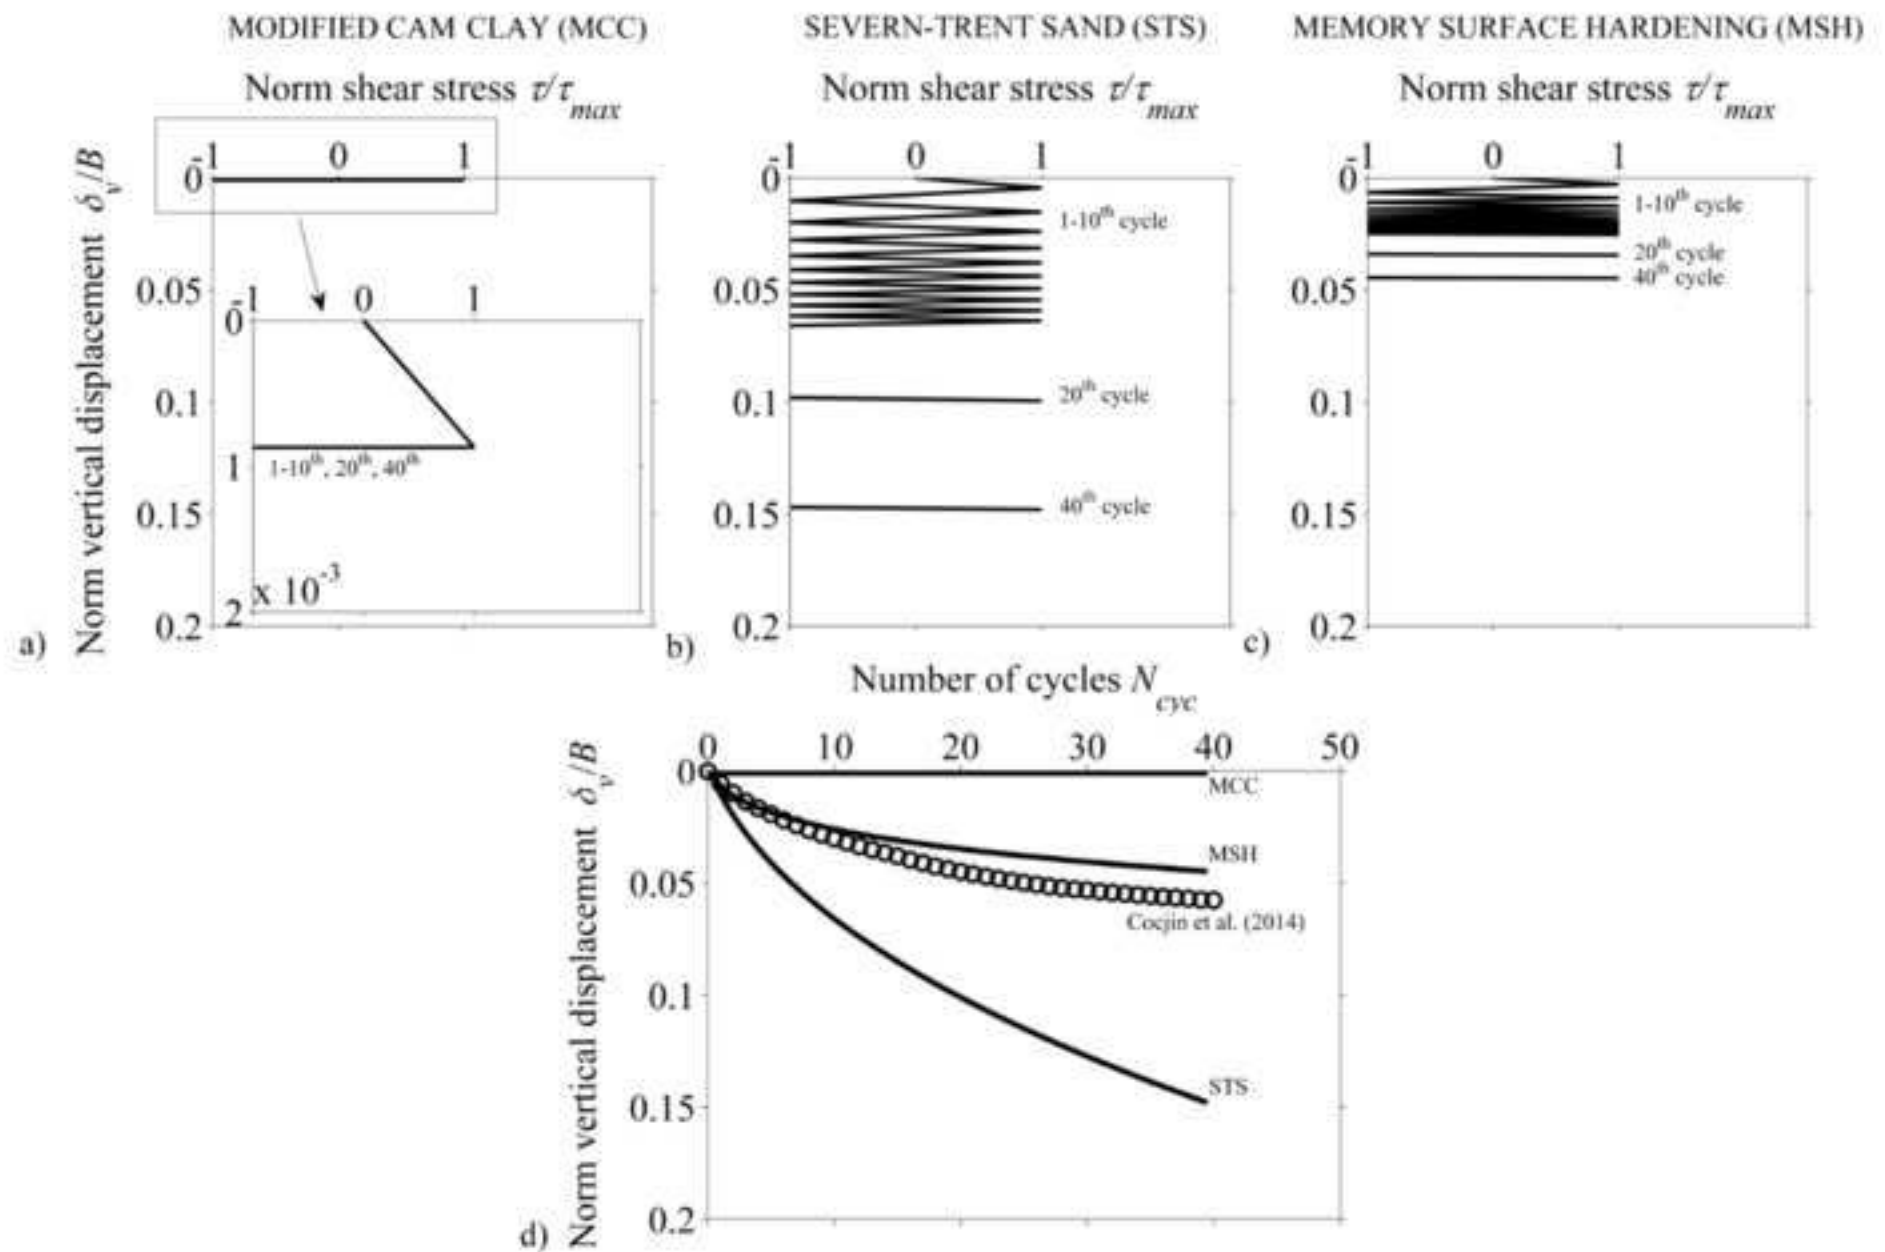 MODIFIED CAM CLAY (MCC)
Norm shear stress τ/τmax
-1 0 1
0
0.05
0.1
0.15
0.2
Norm vertical displacement δv/B
-1 0 1
0
1
2
x 10-3
1-10th, 20th, 40th
a)
SEVERN-TRENT SAND (STS)
Norm shear stress τ/τmax
-1 0 1
0
0.05
0.1
0.15
0.2
1-10th cycle
20th cycle
40th cycle
b)
MEMORY SURFACE HARDENING (MSH)
Norm shear stress τ/τmax
-1 0 1
0
0.05
0.1
0.15
0.2
1-10th cycle
20th cycle
40th cycle
c)
Number of cycles Ncyc
0 10 20 30 40 50
0
0.05
0.1
0.15
0.2
Norm vertical displacement δv/B
MCC
MSH
Cocjin et al. (2014)
STS
d)